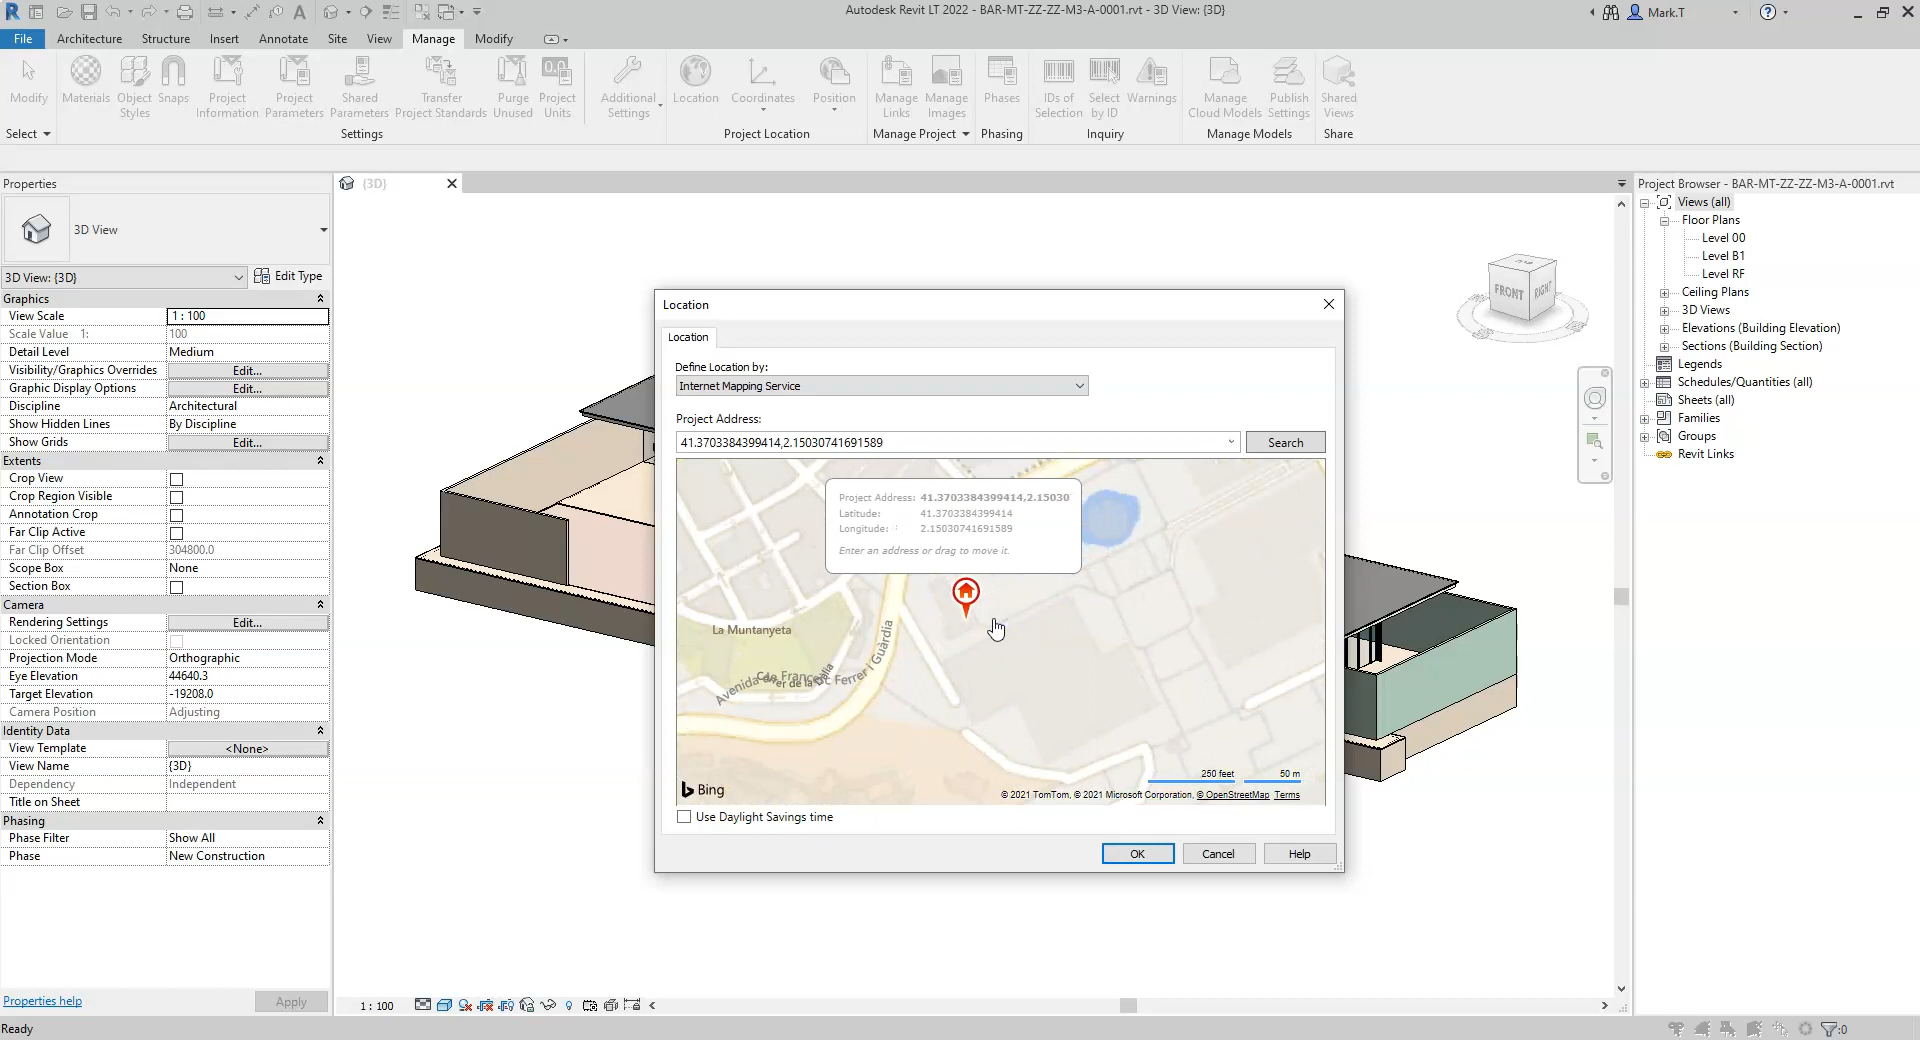 Autodesk Revit LT 2022 - BAR-MT-ZZ-ZZ-M3-A-0001.rvt - 3D View: {3D}
Mark.T
File Architecture Structure Insert Annotate Site View Manage Modify
Modify
Materials
Object Styles
Snaps
Project Information
Project Parameters
Shared Parameters
Transfer Project Standards
Purge Unused
Project Units
Additional Settings
Location
Coordinates
Position
Manage Links
Manage Images
Phases
IDs of Selection
Select by ID
Warnings
Manage Cloud Models
Publish Settings
Shared Views
Select
Settings
Project Location
Manage Project
Phasing
Inquiry
Manage Models
Share
Properties
3D View
3D View: {3D}
Edit Type
Graphics
View Scale 1 : 100
Scale Value 1: 100
Detail Level Medium
Visibility/Graphics Overrides Edit...
Graphic Display Options Edit...
Discipline Architectural
Show Hidden Lines By Discipline
Show Grids Edit...
Extents
Crop View
Crop Region Visible
Annotation Crop
Far Clip Active
Far Clip Offset 304800.0
Scope Box None
Section Box
Camera
Rendering Settings Edit...
Locked Orientation
Projection Mode Orthographic
Eye Elevation 44640.3
Target Elevation -19208.0
Camera Position Adjusting
Identity Data
View Template <None>
View Name {3D}
Dependency Independent
Title on Sheet
Phasing
Phase Filter Show All
Phase New Construction
Properties help
Apply
{3D}
FRONT
RIGHT
Location
Location
Define Location by:
Internet Mapping Service
Project Address:
41.3703384399414,2.15030741691589
Search
Project Address: 41.3703384399414,2.15030
Latitude: 41.3703384399414
Longitude: 2.15030741691589
Enter an address or drag to move it.
La Muntanyeta
Avenida de Francesc Ferrer i Guàrdia
Carrer de la Dàlia
Bing
250 feet
50 m
© 2021 TomTom, © 2021 Microsoft Corporation, © OpenStreetMap Terms
Use Daylight Savings time
OK
Cancel
Help
Project Browser - BAR-MT-ZZ-ZZ-M3-A-0001.rvt
Views (all)
Floor Plans
Level 00
Level B1
Level RF
Ceiling Plans
3D Views
Elevations (Building Elevation)
Sections (Building Section)
Legends
Schedules/Quantities (all)
Sheets (all)
Families
Groups
Revit Links
1 : 100
Ready
:0